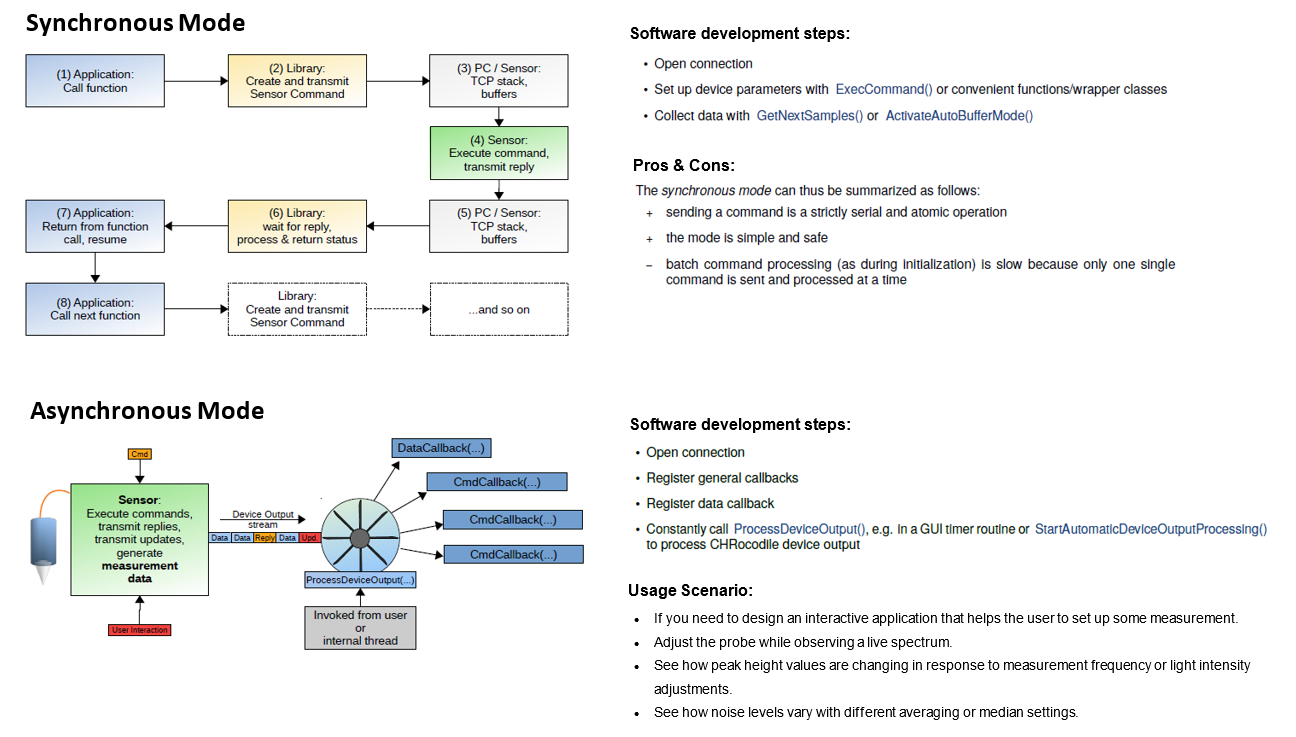 Synchronous Mode
(1) Application:
Call function
(2) Library:
Create and transmit
Sensor Command
(3) PC / Sensor:
TCP stack,
buffers
(4) Sensor:
Execute command,
transmit reply
(7) Application:
Return from function
call, resume
(6) Library:
wait for reply,
process & return status
(5) PC / Sensor:
TCP stack,
buffers
(8) Application:
Call next function
Library:
Create and transmit
Sensor Command
...and so on
Software development steps:
• Open connection
• Set up device parameters with ExecCommand() or convenient functions/wrapper classes
• Collect data with GetNextSamples() or ActivateAutoBufferMode()
Pros & Cons:
The synchronous mode can thus be summarized as follows:
+ sending a command is a strictly serial and atomic operation
+ the mode is simple and safe
– batch command processing (as during initialization) is slow because only one single
command is sent and processed at a time
Asynchronous Mode
Cmd
Sensor:
Execute commands,
transmit replies,
transmit updates,
generate
measurement
data
User Interaction
Device Output
stream
Data Data Reply Data Upd.
DataCallback(...)
CmdCallback(...)
CmdCallback(...)
CmdCallback(...)
ProcessDeviceOutput(...)
Invoked from user
or
internal thread
Software development steps:
• Open connection
• Register general callbacks
• Register data callback
• Constantly call ProcessDeviceOutput(), e.g. in a GUI timer routine or StartAutomaticDeviceOutputProcessing()
to process CHRocodile device output
Usage Scenario:
• If you need to design an interactive application that helps the user to set up some measurement.
• Adjust the probe while observing a live spectrum.
• See how peak height values are changing in response to measurement frequency or light intensity
adjustments.
• See how noise levels vary with different averaging or median settings.